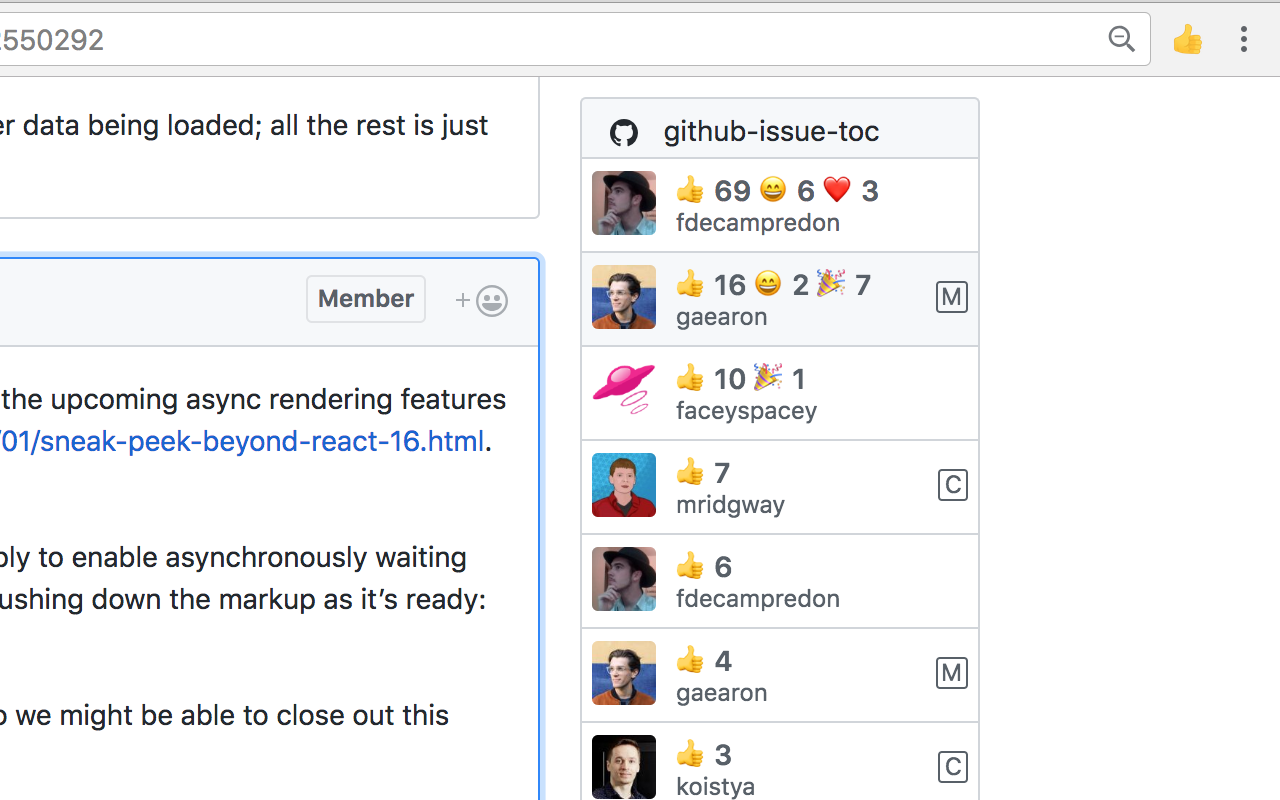 2550292
er data being loaded; all the rest is just
Member
the upcoming async rendering features
/01/sneak-peek-beyond-react-16.html.
ply to enable asynchronously waiting
ushing down the markup as it’s ready:
o we might be able to close out this
github-issue-toc
👍 69 😄 6 ❤️ 3
fdecampredon
👍 16 😄 2 🎉 7
gaearon
M
👍 10 🎉 1
faceyspacey
👍 7
mridgway
C
👍 6
fdecampredon
👍 4
gaearon
M
👍 3
koistya
C